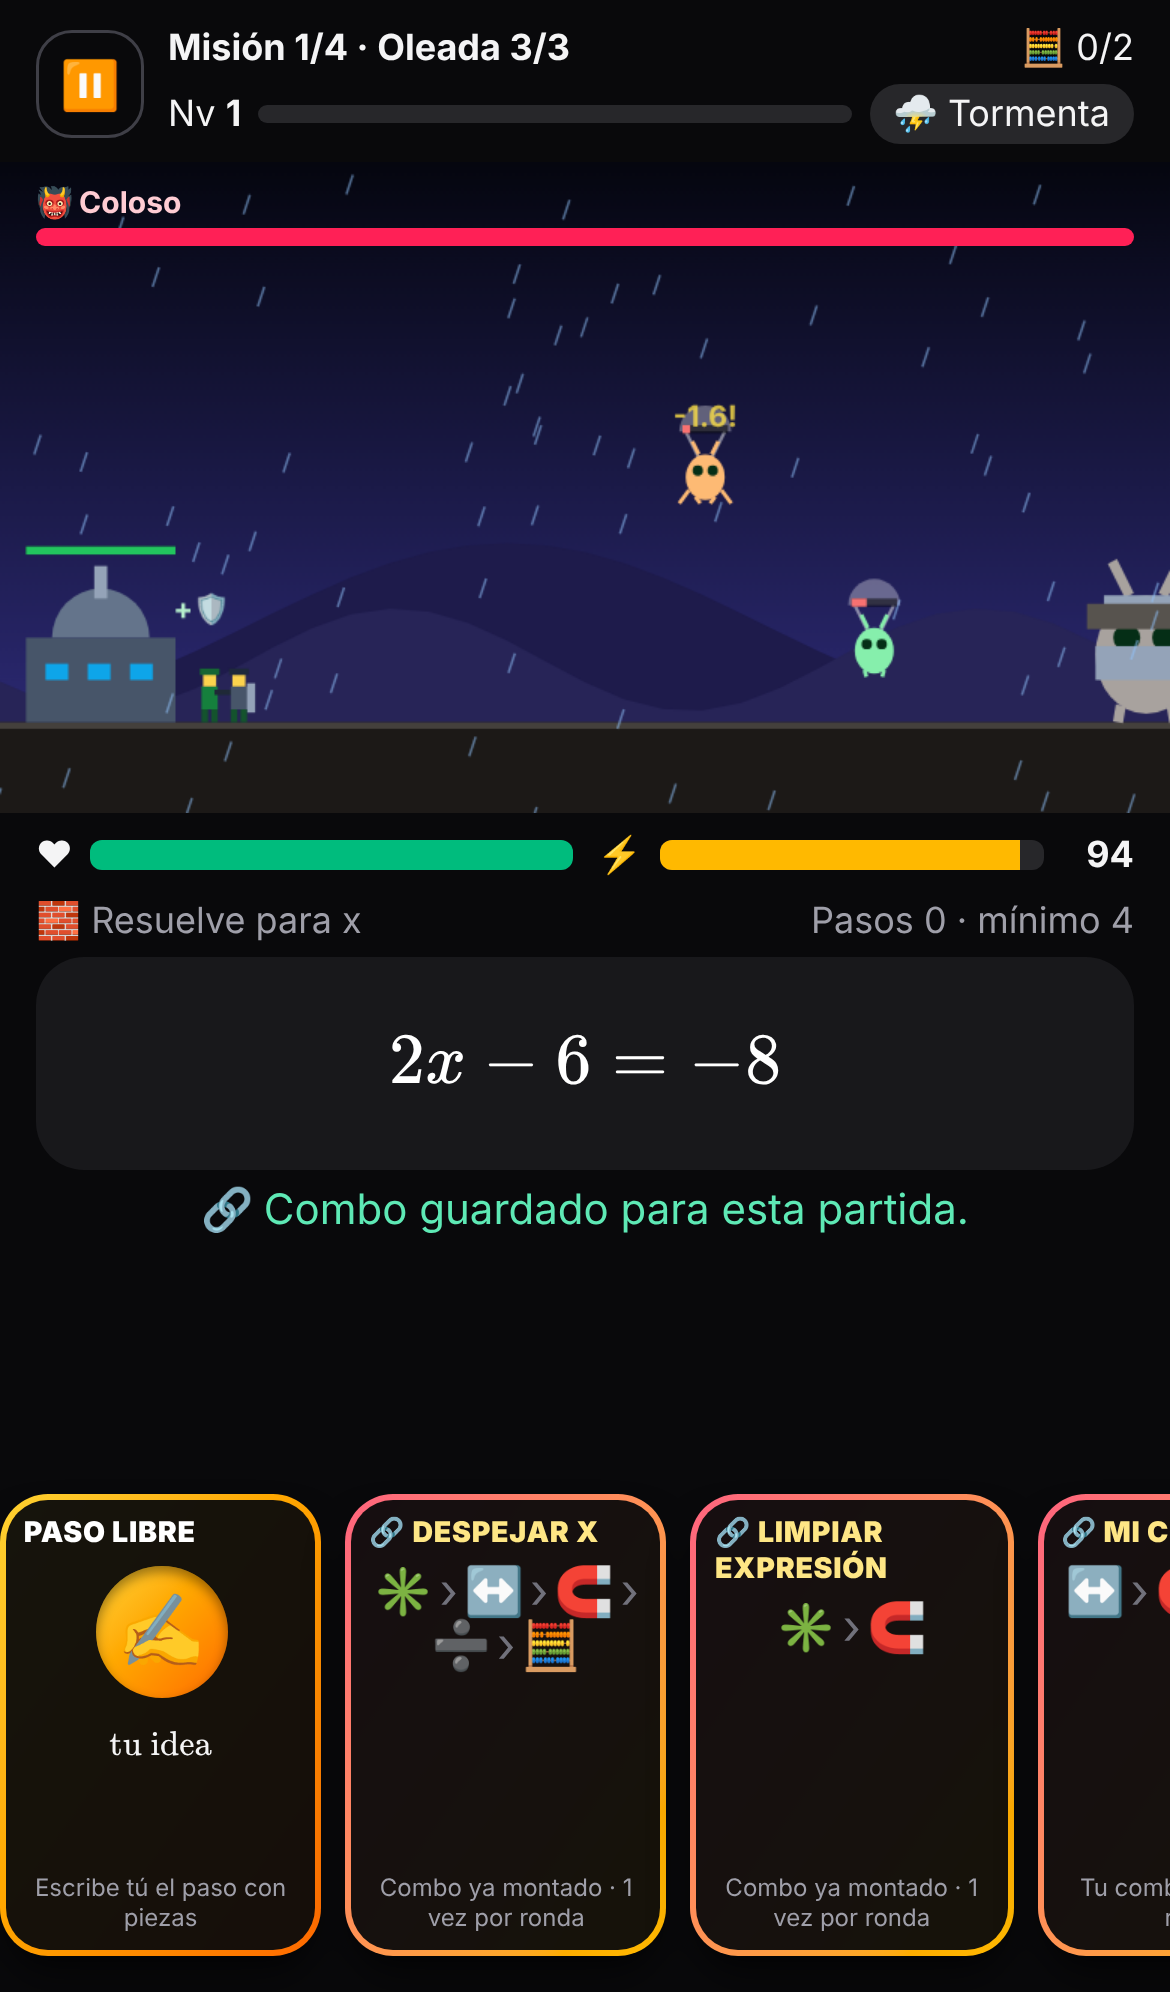 Misión 1/4 · Oleada 3/3
0/2
Nv 1
Tormenta
Coloso
-1.6!
+
94
Resuelve para x
Pasos 0 · mínimo 4
2x − 6 = −8
Combo guardado para esta partida.
PASO LIBRE
tu idea
Escribe tú el paso con
piezas
DESPEJAR X
Combo ya montado · 1
vez por ronda
LIMPIAR
EXPRESIÓN
Combo ya montado · 1
vez por ronda
MI C
Tu comb